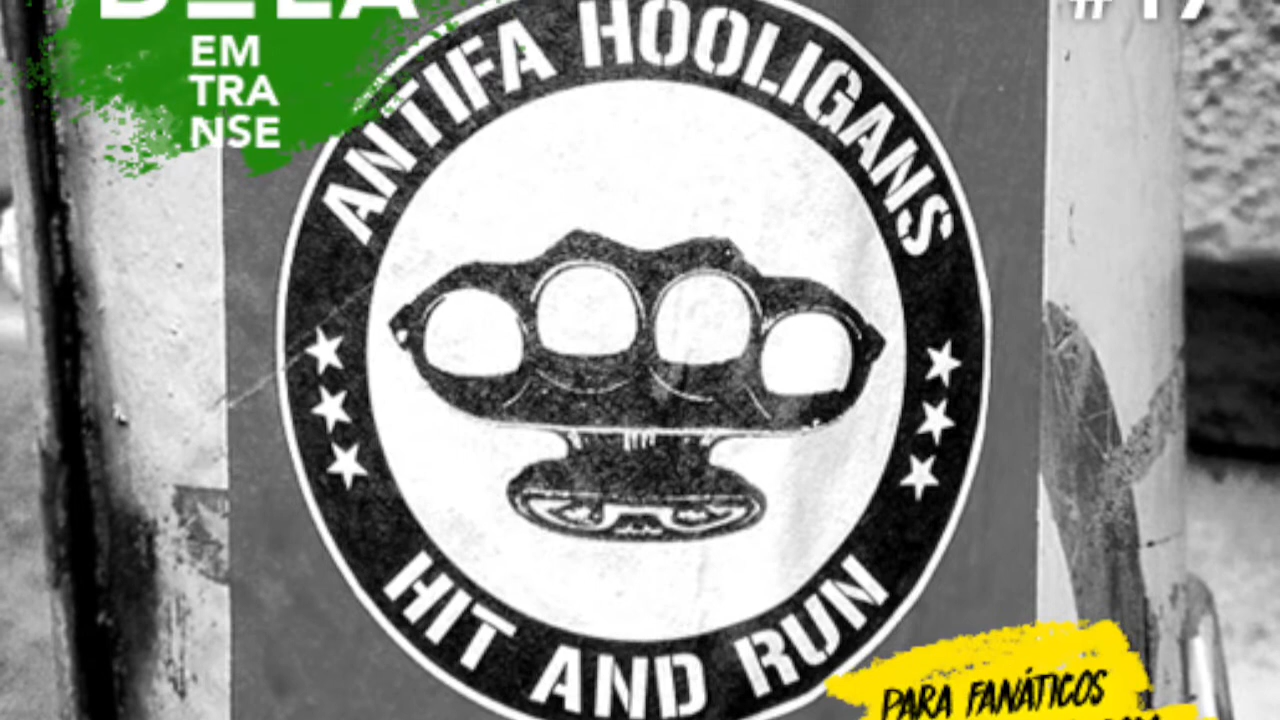 EM
TRA
NSE
ANTIFA HOOLIGANS
HIT AND RUN
PARA FANÁTICOS